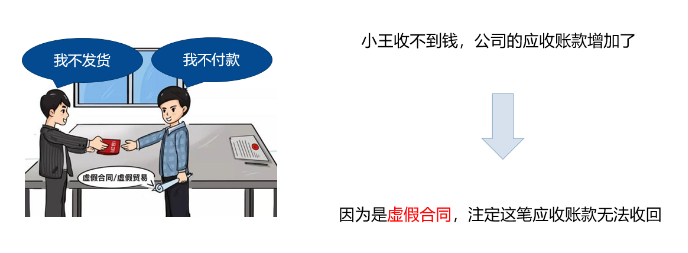 我不发货
我不付款
虚假合同/虚假贸易
小王收不到钱，公司的应收账款增加了
因为是虚假合同，注定这笔应收账款无法收回